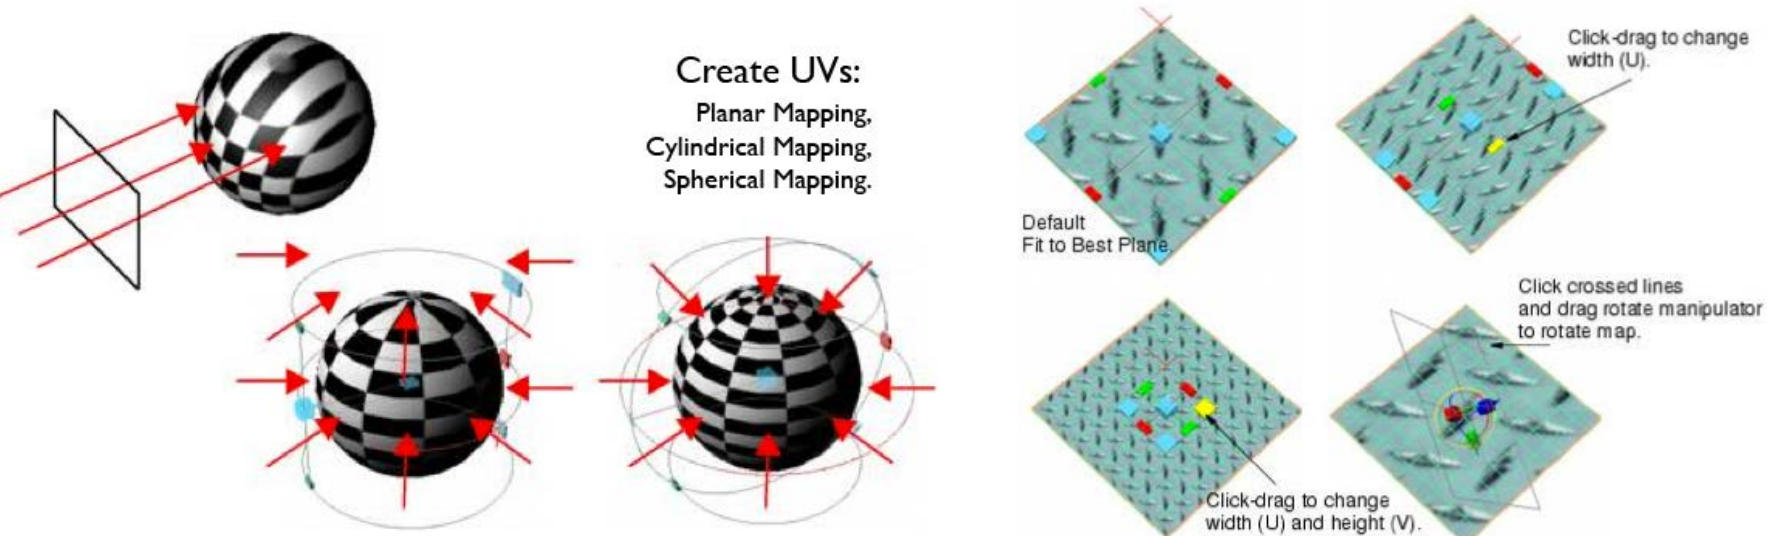 Create UVs:
Planar Mapping,
Cylindrical Mapping,
Spherical Mapping.
Default
Fit to Best Plane.
Click-drag to change
width (U).
Click-drag to change
width (U) and height (V).
Click crossed lines
and drag rotate manipulator
to rotate map.